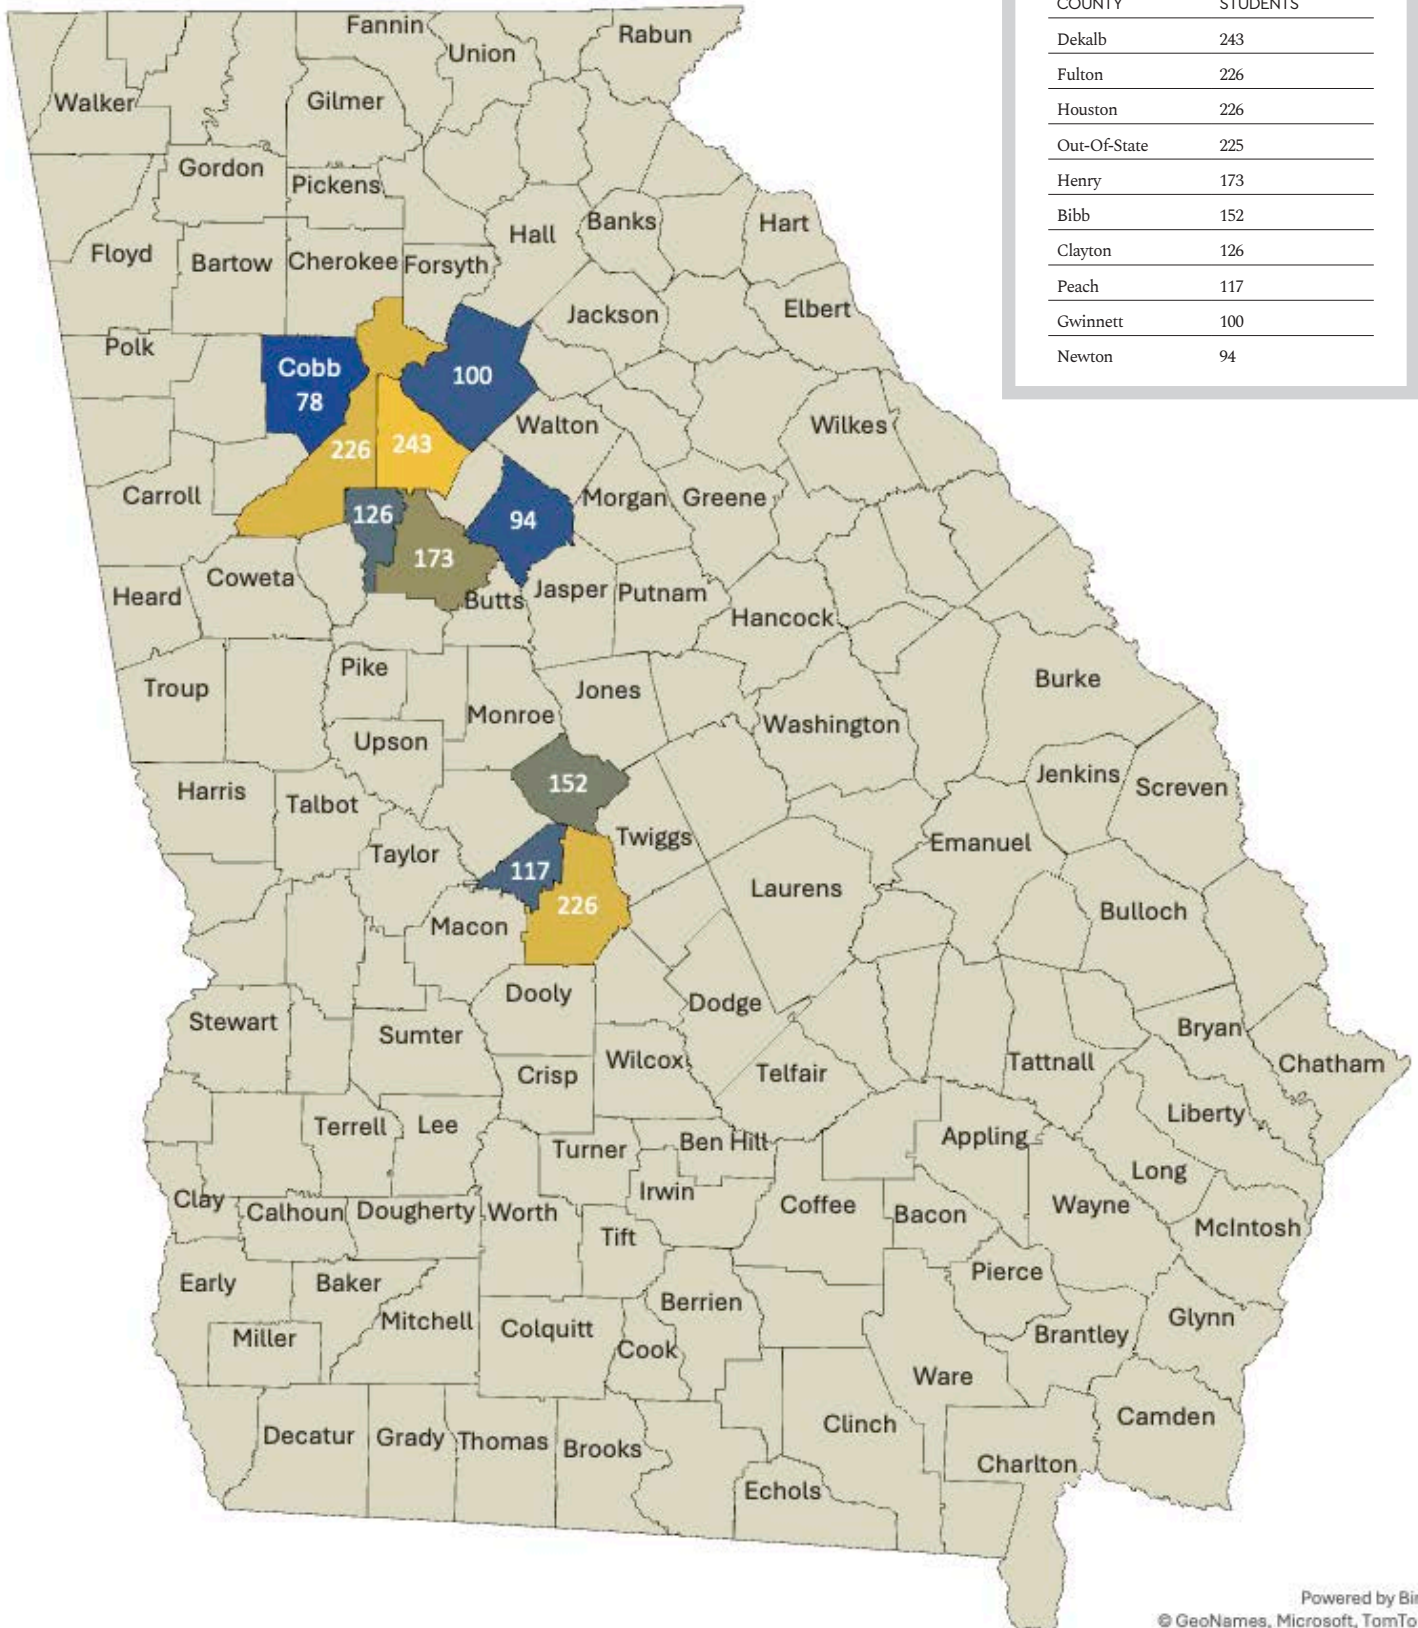 COUNTY STUDENTS
Dekalb 243
Fulton 226
Houston 226
Out-Of-State 225
Henry 173
Bibb 152
Clayton 126
Peach 117
Gwinnett 100
Newton 94
Fannin
Union
Rabun
Walker
Gilmer
Gordon
Pickens
Hall
Banks
Hart
Floyd
Bartow
Cherokee
Forsyth
Jackson
Elbert
Polk
Cobb
78
100
Walton
Wilkes
226
243
Carroll
126
94
Morgan
Greene
173
Heard
Coweta
Butts
Jasper
Putnam
Hancock
Troup
Pike
Jones
Burke
Monroe
Washington
Upson
Harris
Talbot
152
Jenkins
Screven
Taylor
Twiggs
Emanuel
117
226
Laurens
Bulloch
Macon
Dooly
Dodge
Stewart
Sumter
Bryan
Wilcox
Crisp
Telfair
Tattnall
Chatham
Terrell
Lee
Turner
Ben Hill
Appling
Liberty
Clay
Calhoun
Dougherty
Worth
Irwin
Coffee
Bacon
Long
Wayne
McIntosh
Tift
Early
Baker
Pierce
Miller
Mitchell
Colquitt
Berrien
Glynn
Cook
Brantley
Ware
Decatur
Grady
Thomas
Brooks
Clinch
Camden
Charlton
Echols
Powered by Bin
© GeoNames, Microsoft, TomTo